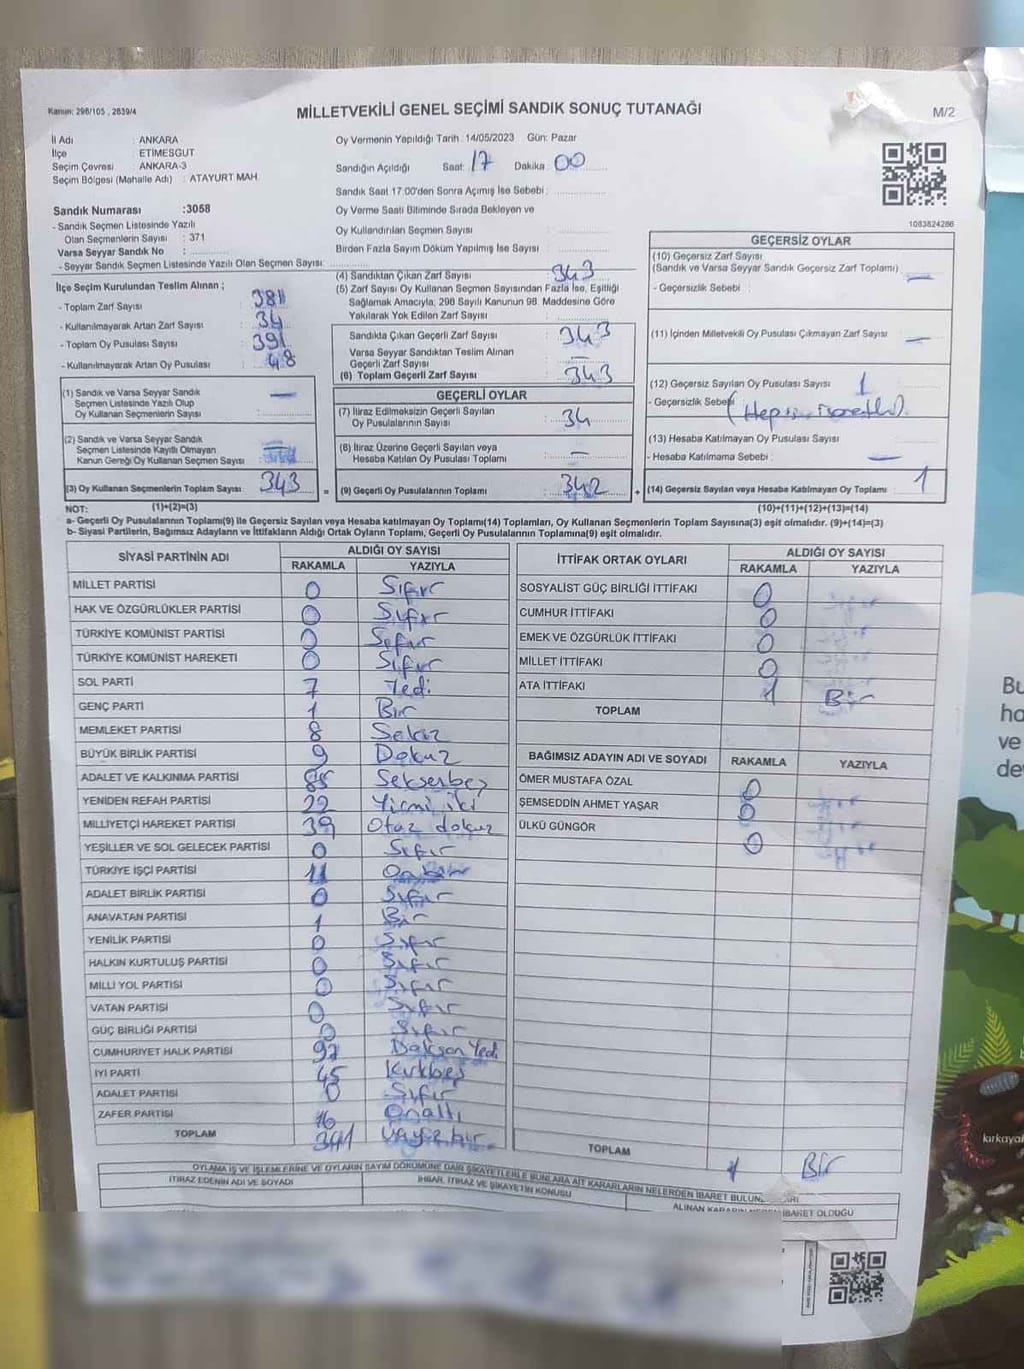 Kanun: 298/105 , 2839/4
MİLLETVEKİLİ GENEL SEÇİMİ SANDIK SONUÇ TUTANAĞI
M/2
İl Adı : ANKARA
İlçe : ETİMESGUT
Seçim Çevresi : ANKARA-3
Seçim Bölgesi (Mahalle Adı) : ATAYURT MAH.
Oy Vermenin Yapıldığı Tarih : 14/05/2023 Gün: Pazar
Sandığın Açıldığı Saat: 17 Dakika : 00
Sandık Saat 17:00'den Sonra Açımış İse Sebebi :
Oy Verme Saati Bitiminde Sırada Bekleyen ve
Oy Kullandırılan Seçmen Sayısı :
Birden Fazla Sayım Döküm Yapılmış İse Sayısı :
1083824286
Sandık Numarası :3058
- Sandık Seçmen Listesinde Yazılı
Olan Seçmenlerin Sayısı : 371
Varsa Seyyar Sandık No :
- Seyyar Sandık Seçmen Listesinde Yazılı Olan Seçmen Sayısı:
İlçe Seçim Kurulundan Teslim Alınan ;
- Toplam Zarf Sayısı : 381
- Kullanılmayarak Artan Zarf Sayısı : 34
- Toplam Oy Pusulası Sayısı : 391
- Kullanılmayarak Artan Oy Pusulası : 48
(1) Sandık ve Varsa Seyyar Sandık
Seçmen Listesinde Yazılı Olup
Oy Kullanan Seçmenlerin Sayısı
(2) Sandık ve Varsa Seyyar Sandık
Seçmen Listesinde Kayıtlı Olmayan
Kanun Gereği Oy Kullanan Seçmen Sayısı
(3) Oy Kullanan Seçmenlerin Toplam Sayısı: 343
(4) Sandıktan Çıkan Zarf Sayısı : 343
(5) Zarf Sayısı Oy Kullanan Seçmen Sayısından Fazla İse, Eşitliği
Sağlamak Amacıyla, 298 Sayılı Kanunun 98. Maddesine Göre
Yakılarak Yok Edilen Zarf Sayısı :
Sandıkta Çıkan Geçerli Zarf Sayısı : 343
Varsa Seyyar Sandıktan Teslim Alınan
Geçerli Zarf Sayısı : —
(6) Toplam Geçerli Zarf Sayısı : 343
GEÇERLİ OYLAR
(7) İtiraz Edilmeksizin Geçerli Sayılan
Oy Pusulalarının Sayısı : 34
(8) İtiraz Üzerine Geçerli Sayılan veya
Hesaba Katılan Oy Pusulası Toplamı : —
= (9) Geçerli Oy Pusulalarının Toplamı : 342
GEÇERSİZ OYLAR
(10) Geçersiz Zarf Sayısı
(Sandık ve Varsa Seyyar Sandık Geçersiz Zarf Toplamı) : —
- Geçersizlik Sebebi :
(11) İçinden Milletvekili Oy Pusulası Çıkmayan Zarf Sayısı : —
(12) Geçersiz Sayılan Oy Pusulası Sayısı : 1
- Geçersizlik Sebebi
(13) Hesaba Katılmayan Oy Pusulası Sayısı :
- Hesaba Katılmama Sebebi : —
+ (14) Geçersiz Sayılan veya Hesaba Katılmayan Oy Toplamı : 1
NOT: (1)+(2)=(3) (10)+(11)+(12)+(13)=(14)
a- Geçerli Oy Pusulalarının Toplamı(9) ile Geçersiz Sayılan veya Hesaba katılmayan Oy Toplamı(14) Toplamları, Oy Kullanan Seçmenlerin Toplam Sayısına(3) eşit olmalıdır. (9)+(14)=(3)
b- Siyasi Partilerin, Bağımsız Adayların ve İttifakların Aldığı Ortak Oyların Toplamı, Geçerli Oy Pusulalarının Toplamına(9) eşit olmalıdır.
SİYASİ PARTİNİN ADI ALDIĞI OY SAYISI
RAKAMLA YAZIYLA
MİLLET PARTİSİ 0 Sıfır
HAK VE ÖZGÜRLÜKLER PARTİSİ 0 Sıfır
TÜRKİYE KOMÜNİST PARTİSİ 0 Sıfır
TÜRKİYE KOMÜNİST HAREKETİ 0 Sıfır
SOL PARTİ 7 Yedi
GENÇ PARTİ 1 Bir
MEMLEKET PARTİSİ 8 Sekiz
BÜYÜK BİRLİK PARTİSİ 9 Dokuz
ADALET VE KALKINMA PARTİSİ 85 Seksenbeş
YENİDEN REFAH PARTİSİ 22 Yirmi iki
MİLLİYETÇİ HAREKET PARTİSİ 39 Otuz dokuz
YEŞİLLER VE SOL GELECEK PARTİSİ 0 Sıfır
TÜRKİYE İŞÇİ PARTİSİ 11
ADALET BİRLİK PARTİSİ 0 Sıfır
ANAVATAN PARTİSİ 1 Bir
YENİLİK PARTİSİ 0 Sıfır
HALKIN KURTULUŞ PARTİSİ 0 Sıfır
MİLLİ YOL PARTİSİ 0 Sıfır
VATAN PARTİSİ 0 Sıfır
GÜÇ BİRLİĞİ PARTİSİ 0 Sıfır
CUMHURİYET HALK PARTİSİ 97 Doksan Yedi
İYİ PARTİ 45 Kırkbeş
ADALET PARTİSİ 0 Sıfır
ZAFER PARTİSİ 16 Onaltı
TOPLAM 341
İTTİFAK ORTAK OYLARI ALDIĞI OY SAYISI
RAKAMLA YAZIYLA
SOSYALİST GÜÇ BİRLİĞİ İTTİFAKI 0
CUMHUR İTTİFAKI 0
EMEK VE ÖZGÜRLÜK İTTİFAKI 0
MİLLET İTTİFAKI 0
ATA İTTİFAKI 1 Bir
TOPLAM
BAĞIMSIZ ADAYIN ADI VE SOYADI RAKAMLA YAZIYLA
ÖMER MUSTAFA ÖZAL 0
ŞEMSEDDİN AHMET YAŞAR 0
ÜLKÜ GÜNGÖR 0
TOPLAM 1 Bir
OYLAMA İŞ VE İŞLEMLERİNE VE OYLARIN SAYIM DÖKÜMÜNE DAİR ŞİKAYETLERLE BUNLARA AİT KARARLARIN NELERDEN İBARET
İTİRAZ EDENİN ADI VE SOYADI
İHBAR, İTİRAZ VE ŞİKAYETİN KONUSU
İBARET OLDUĞU
Bu
ha
ve
de
kırkaya